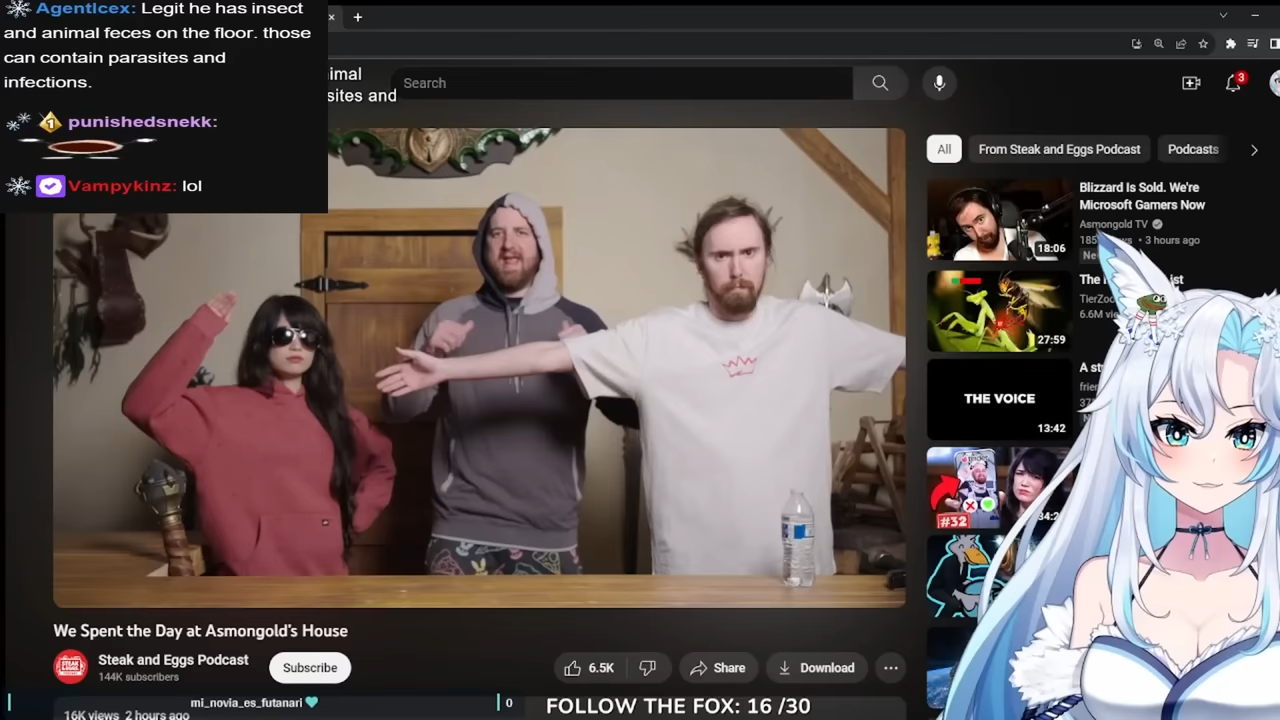 AgentIcex: Legit he has insect
and animal feces on the floor. those
can contain parasites and
infections.
1 punishedsnekk:
Vampykinz: lol
imal
sites and
Search
3
All
From Steak and Eggs Podcast
Podcasts
Blizzard Is Sold. We're
Microsoft Gamers Now
Asmongold TV
3 hours ago
18:06
TierZoo
27:59
THE VOICE
13:42
#32
We Spent the Day at Asmongold's House
Steak and Eggs Podcast
144K subscribers
Subscribe
6.5K
Share
Download
mi_novia_es_futanari
0
FOLLOW THE FOX: 16 /30
16K views 2 hours ago